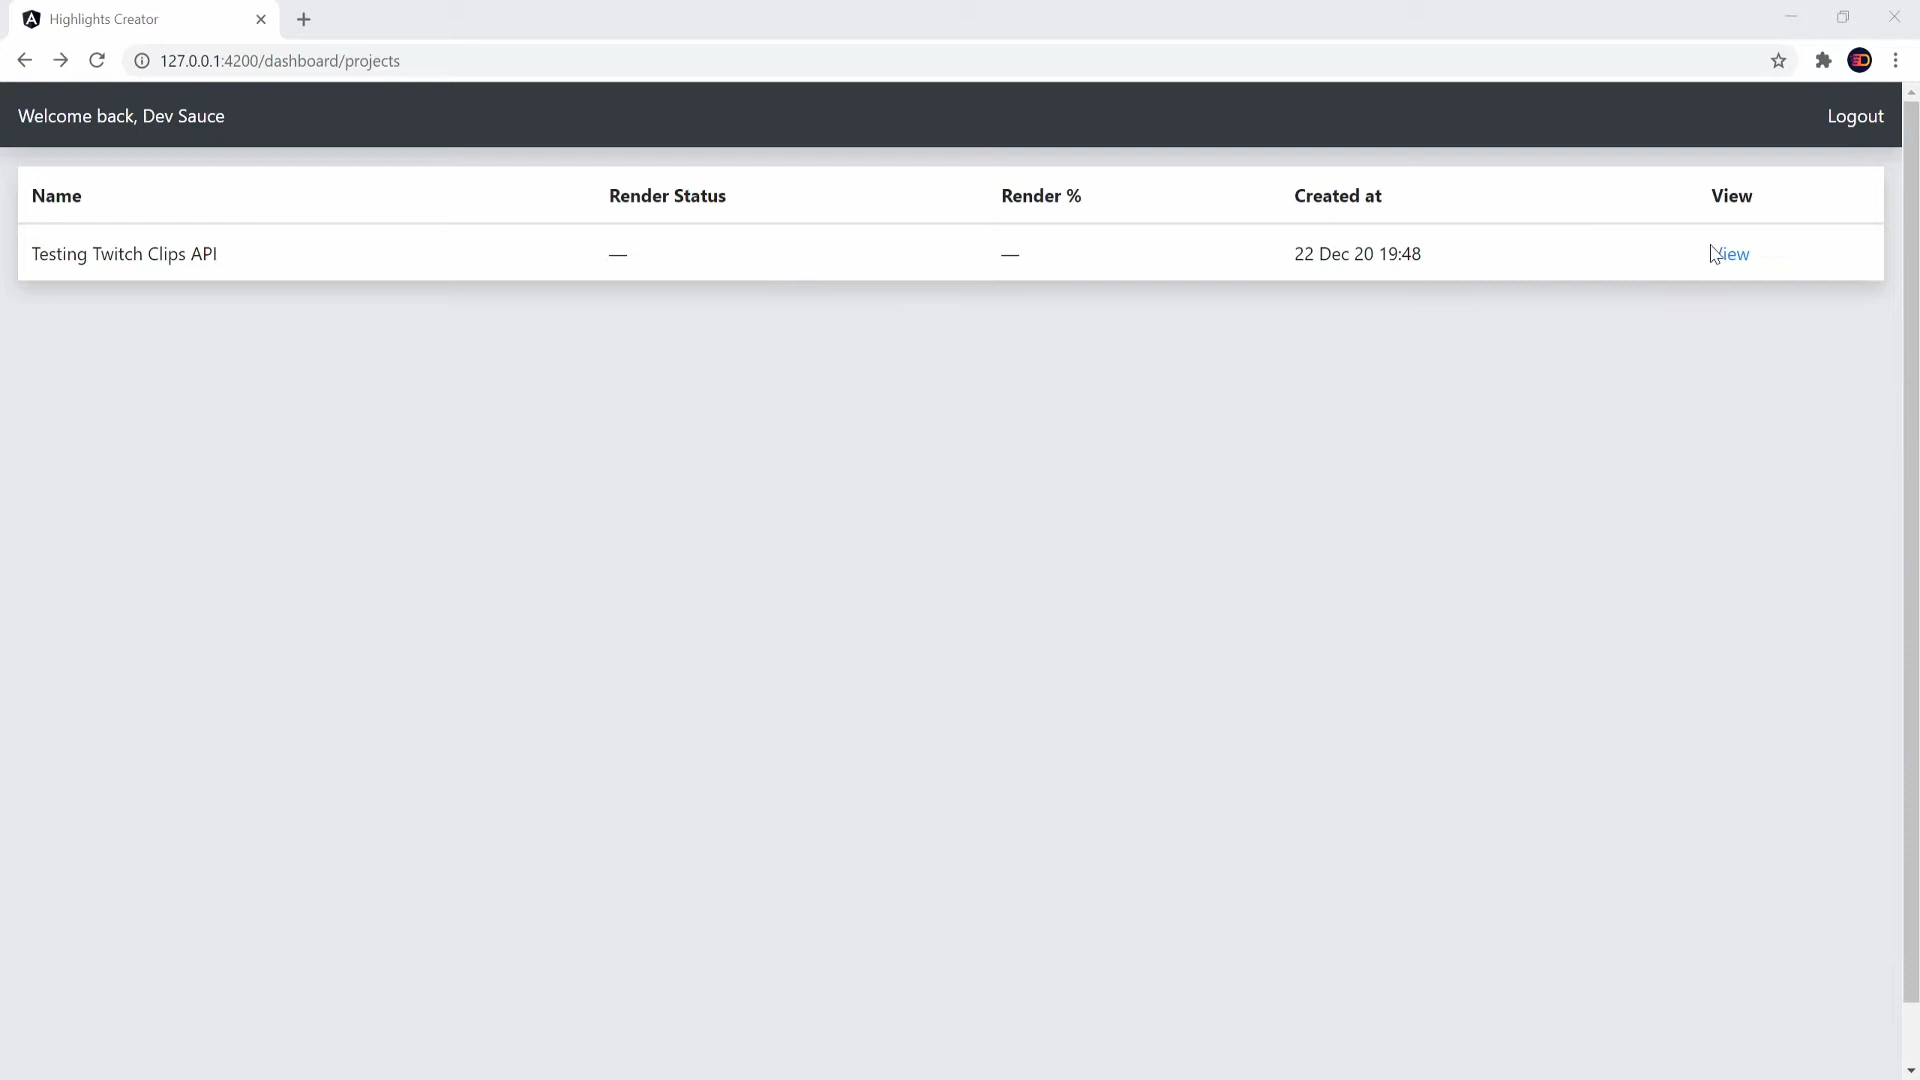 Highlights Creator
127.0.0.1:4200/dashboard/projects
Welcome back, Dev Sauce
Logout
Name Render Status Render % Created at View
Testing Twitch Clips API — — 22 Dec 20 19:48 View